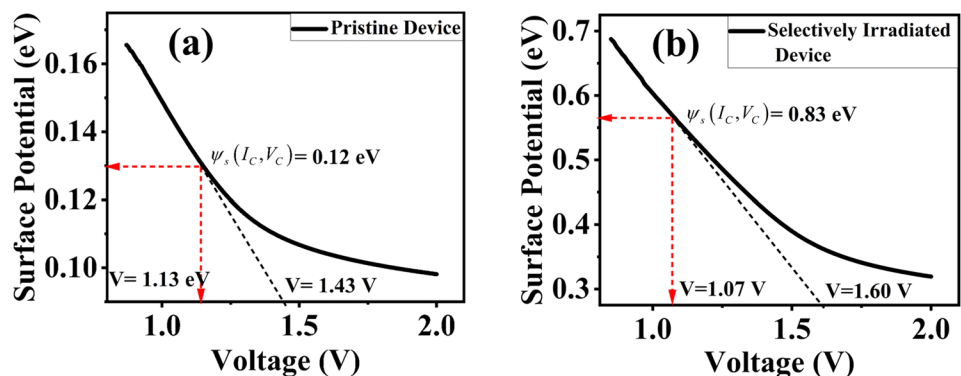 (a)
Pristine Device
Surface Potential (eV)
0.16
0.14
0.12
0.10
ψs(IC,VC)= 0.12 eV
V= 1.13 eV
V= 1.43 V
1.0
1.5
2.0
Voltage (V)
(b)
Selectively Irradiated
Device
Surface Potential (eV)
0.7
0.6
0.5
0.4
0.3
ψs(IC,VC)= 0.83 eV
V=1.07 V
V=1.60 V
1.0
1.5
2.0
Voltage (V)